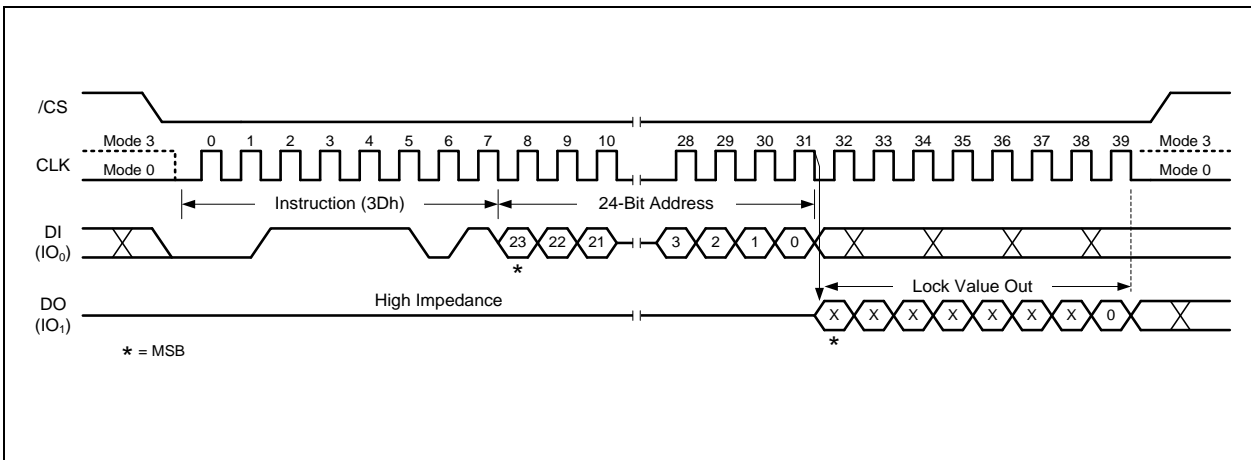 /CS
Mode 3 0 1 2 3 4 5 6 7 8 9 10 28 29 30 31 32 33 34 35 36 37 38 39 Mode 3
CLK
Mode 0 Mode 0
Instruction (3Dh) 24-Bit Address
DI
(IO₀)
23 22 21 3 2 1 0
*
Lock Value Out
High Impedance
DO
(IO₁)
X X X X X X X 0
* = MSB *